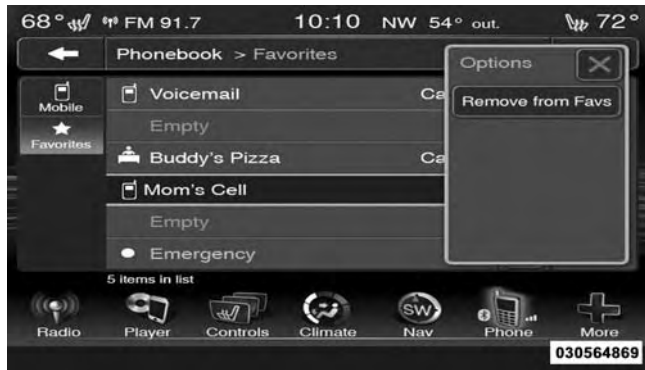 68° FM 91.7 10:10 NW 54° out. 72°
Phonebook > Favorites
Options
Mobile
Favorites
Voicemail Ca
Remove from Favs
Empty
Buddy's Pizza Ca
Mom's Cell
Empty
Emergency
5 items in list
SW
Radio Player Controls Climate Nav Phone More
030564869